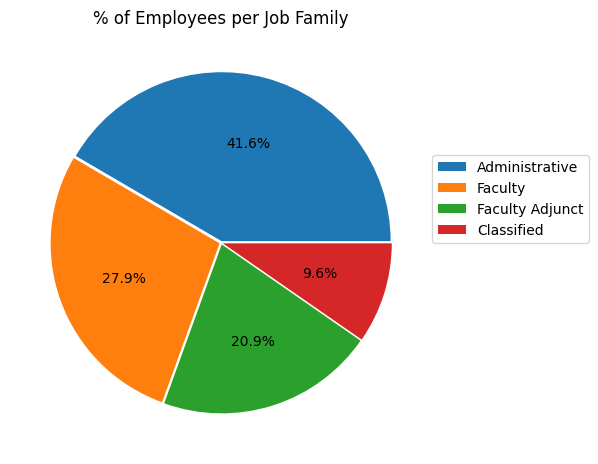 % of Employees per Job Family
41.6%
Administrative
Faculty
Faculty Adjunct
Classified
9.6%
27.9%
20.9%